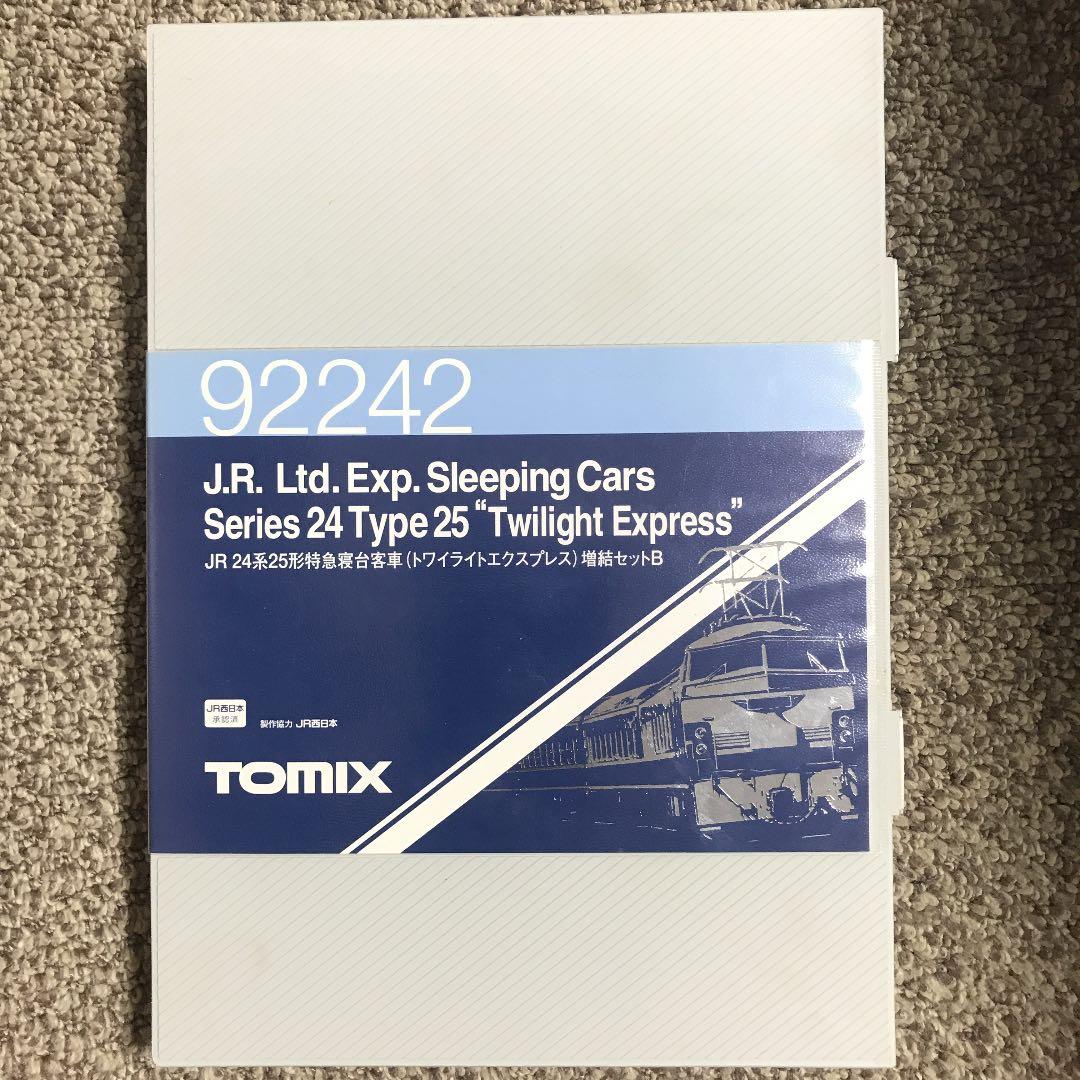 92242
J.R. Ltd. Exp. Sleeping Cars
Series 24 Type 25 “Twilight Express”
JR 24系25形特急寝台客車（トワイライトエクスプレス）増結セットB
JR西日本
承認済
製作協力 JR西日本
TOMIX